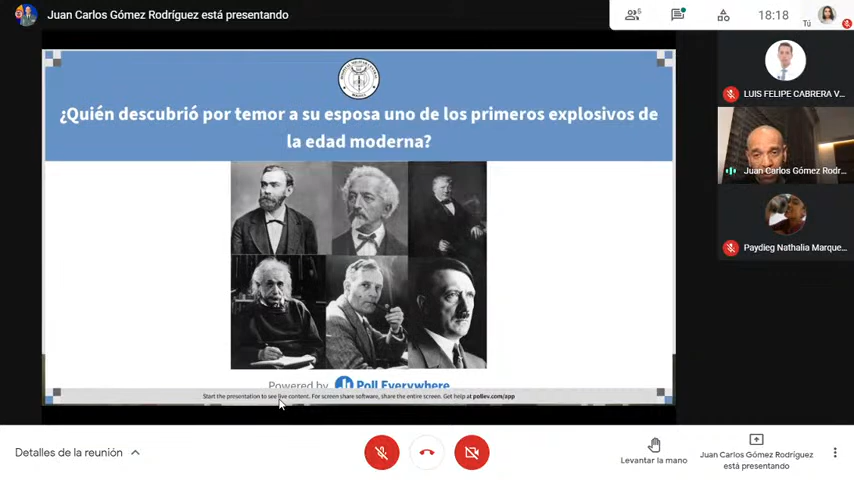 Juan Carlos Gómez Rodríguez está presentando
6
18:18
Tú
¿Quién descubrió por temor a su esposa uno de los primeros explosivos de
la edad moderna?
LUIS FELIPE CABRERA V...
Juan Carlos Gómez Rodr...
Paydieg Nathalia Marque...
Powered by Poll Everywhere
Start the presentation to see live content. For screen share software, share the entire screen. Get help at pollev.com/app
Detalles de la reunión
Levantar la mano
Juan Carlos Gómez Rodríguez
está presentando